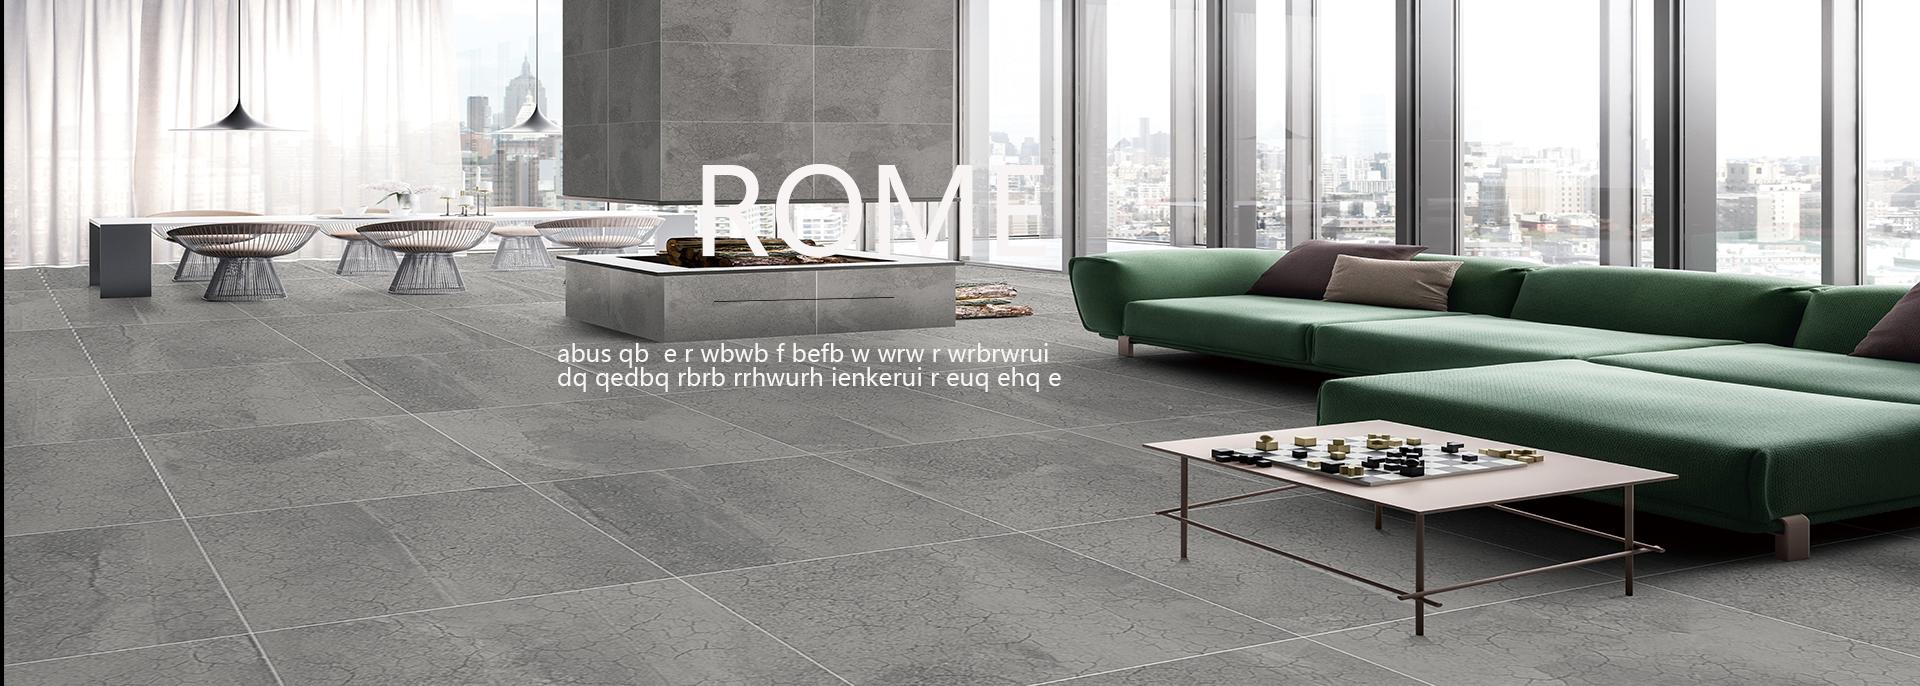 ROME
abus qb  e r wbwb f befb w wrw r wrbrwrui
dq qedbq rbrb rrhwurh ienkerui r euq ehq e